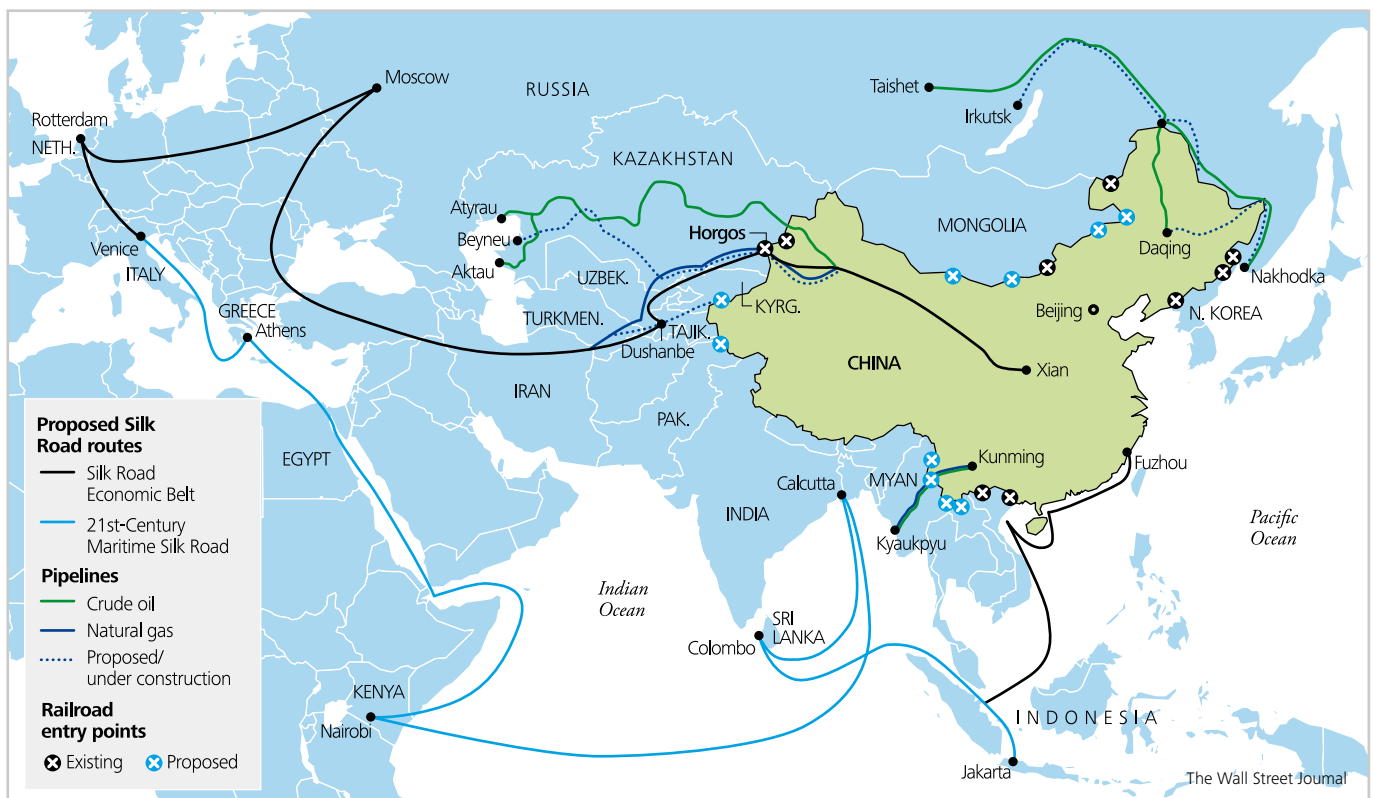 Moscow
RUSSIA
Taishet
Irkutsk
Rotterdam
NETH.
KAZAKHSTAN
Atyrau
Beyneu
Aktau
Horgos
MONGOLIA
Daqing
Nakhodka
Venice
ITALY
UZBEK.
KYRG.
GREECE
Athens
TURKMEN.
TAJIK.
Dushanbe
Beijing
N. KOREA
CHINA
Xian
IRAN
PAK.
EGYPT
Calcutta
MYAN
Kunming
Fuzhou
INDIA
Kyaukpyu
Pacific
Ocean
Indian
Ocean
SRI
LANKA
Colombo
KENYA
Nairobi
INDONESIA
Jakarta
Proposed Silk
Road routes
Silk Road
Economic Belt
21st-Century
Maritime Silk Road
Pipelines
Crude oil
Natural gas
Proposed/
under construction
Railroad
entry points
Existing Proposed
The Wall Street Journal